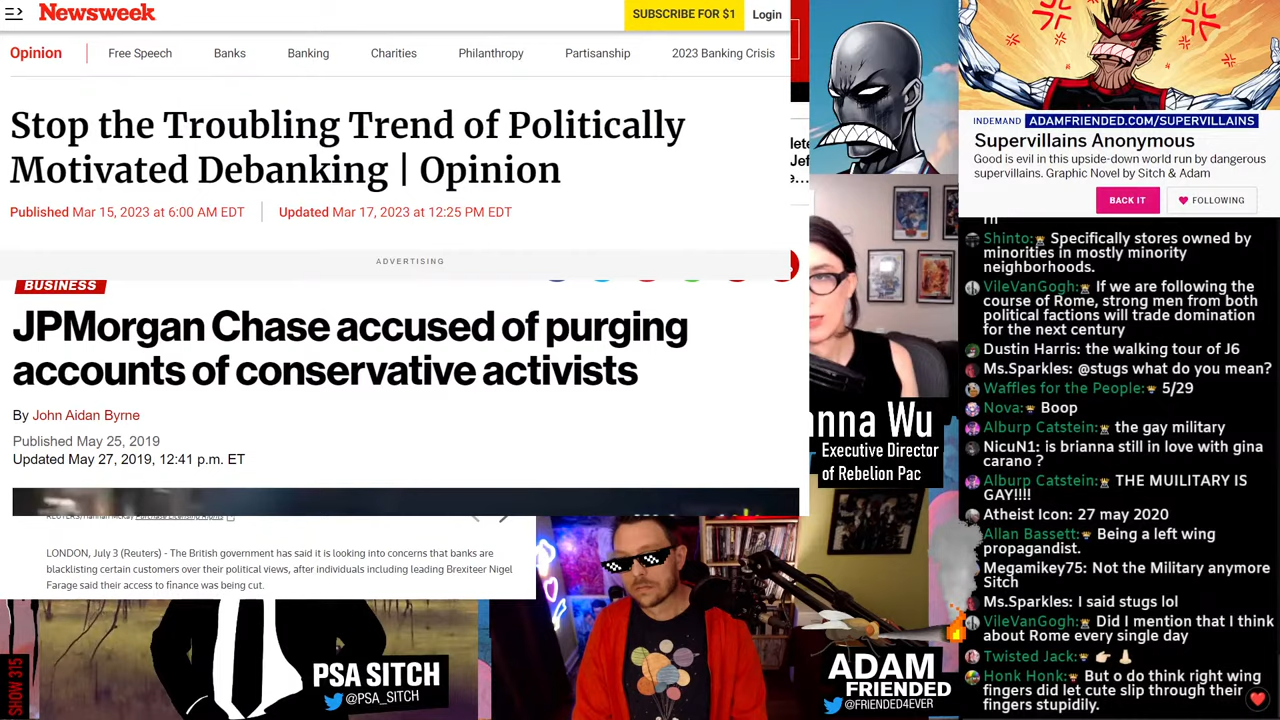 Newsweek
SUBSCRIBE FOR $1
Login
Opinion
Free Speech
Banks
Banking
Charities
Philanthropy
Partisanship
2023 Banking Crisis
Stop the Troubling Trend of Politically
Motivated Debanking | Opinion
Published Mar 15, 2023 at 6:00 AM EDT
Updated Mar 17, 2023 at 12:25 PM EDT
ADVERTISING
BUSINESS
JPMorgan Chase accused of purging
accounts of conservative activists
By John Aidan Byrne
Published May 25, 2019
Updated May 27, 2019, 12:41 p.m. ET
LONDON, July 3 (Reuters) - The British government has said it is looking into concerns that banks are
blacklisting certain customers over their political views, after individuals including leading Brexiteer Nigel
Farage said their access to finance was being cut.
SHOW 315
PSA SITCH
@PSA_SITCH
nna Wu
Executive Director
of Rebelion Pac
ADAM
FRIENDED
@FRIENDED4EVER
INDEMAND ADAMFRIENDED.COM/SUPERVILLAINS
Supervillains Anonymous
Good is evil in this upside-down world run by dangerous
supervillains. Graphic Novel by Sitch & Adam
BACK IT
FOLLOWING
Shinto: Specifically stores owned by
minorities in mostly minority
neighborhoods.
VileVanGogh: If we are following the
course of Rome, strong men from both
political factions will trade domination
for the next century
Dustin Harris: the walking tour of J6
Ms.Sparkles: @stugs what do you mean?
Waffles for the People: 5/29
Nova: Boop
Alburp Catstein: the gay military
NicuN1: is brianna still in love with gina
carano ?
Alburp Catstein: THE MUILITARY IS
GAY!!!!
Atheist Icon: 27 may 2020
Allan Bassett: Being a left wing
propagandist.
Megamikey75: Not the Military anymore
Sitch
Ms.Sparkles: I said stugs lol
VileVanGogh: Did I mention that I think
about Rome every single day
Twisted Jack: 👉🏻👌🏻
Honk Honk: But o do think right wing
fingers did let cute slip through their
fingers stupidily.